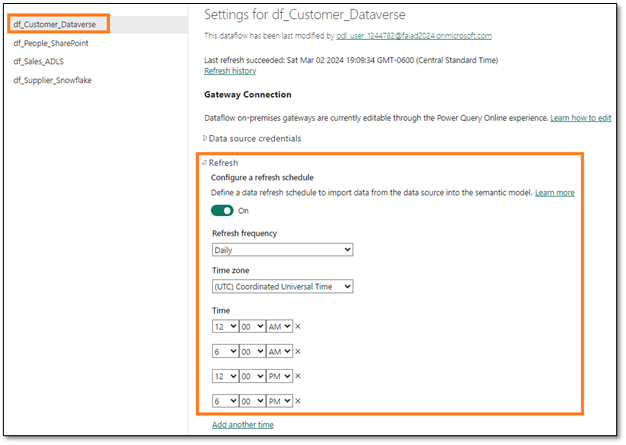 df_Customer_Dataverse
df_People_SharePoint
df_Sales_ADLS
df_Supplier_Snowflake
Settings for df_Customer_Dataverse
This dataflow has been last modified by odl_user_1244782@faiad2024.onmicrosoft.com
Last refresh succeeded: Sat Mar 02 2024 19:09:34 GMT-0600 (Central Standard Time)
Refresh history
Gateway Connection
Dataflow on-premises gateways are currently editable through the Power Query Online experience. Learn how to edit
Data source credentials
Refresh
Configure a refresh schedule
Define a data refresh schedule to import data from the data source into the semantic model. Learn more
On
Refresh frequency
Daily
Time zone
(UTC) Coordinated Universal Time
Time
12 00 AM
6 00 AM
12 00 PM
6 00 PM
Add another time